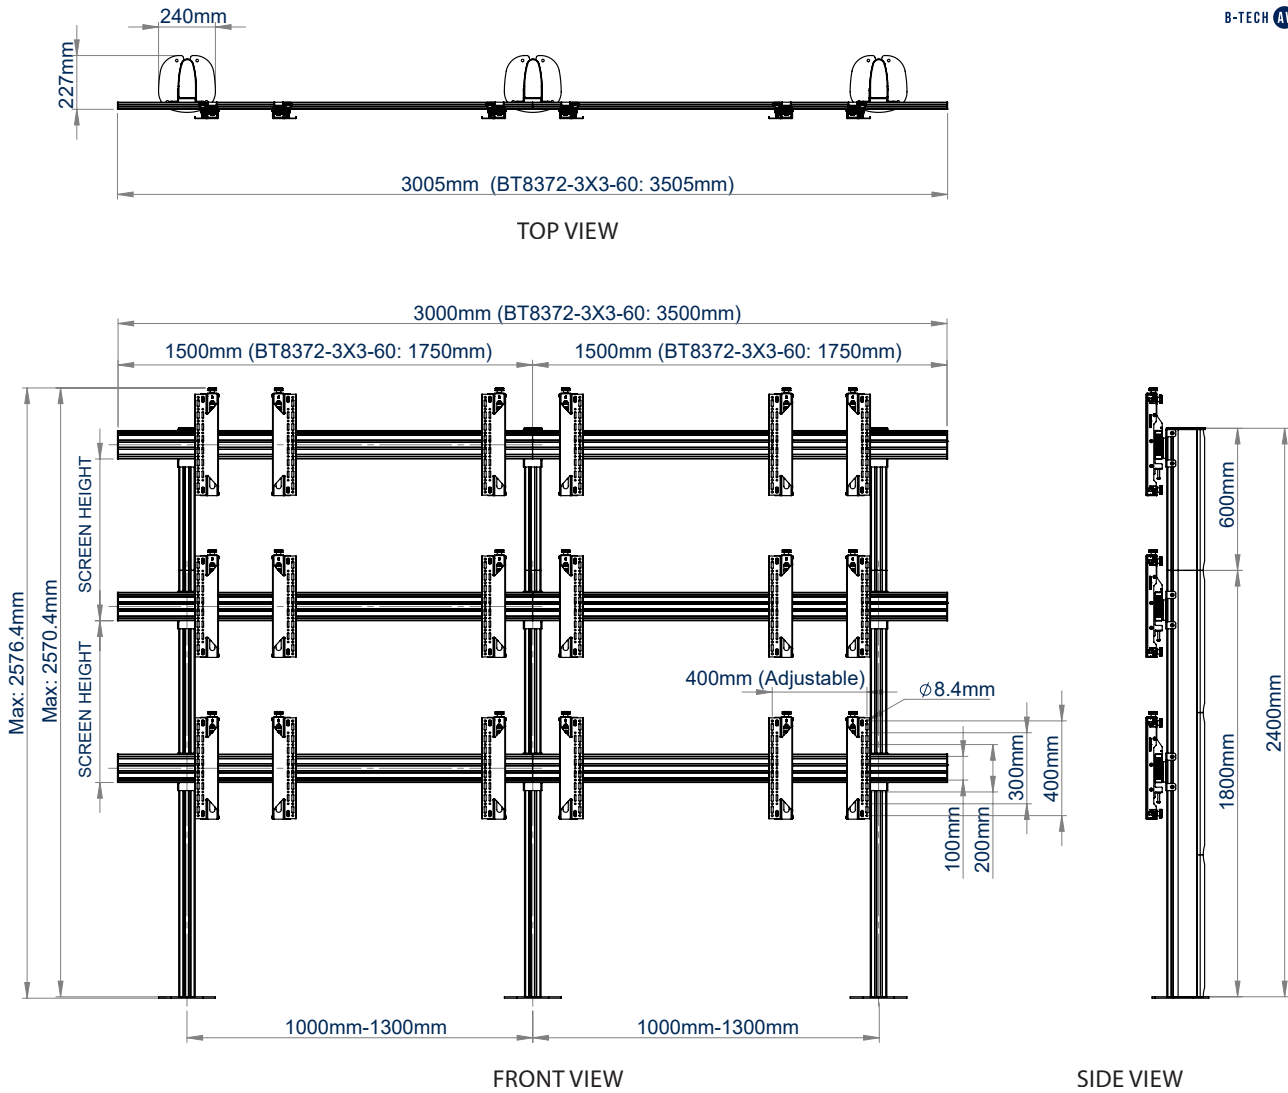 B-TECH AV
240mm
227mm
3005mm (BT8372-3X3-60: 3505mm)
TOP VIEW
3000mm (BT8372-3X3-60: 3500mm)
1500mm (BT8372-3X3-60: 1750mm)
1500mm (BT8372-3X3-60: 1750mm)
Max: 2576.4mm
Max: 2570.4mm
SCREEN HEIGHT
SCREEN HEIGHT
400mm (Adjustable)
∅8.4mm
100mm
200mm
300mm
400mm
600mm
1800mm
2400mm
1000mm-1300mm
1000mm-1300mm
FRONT VIEW
SIDE VIEW